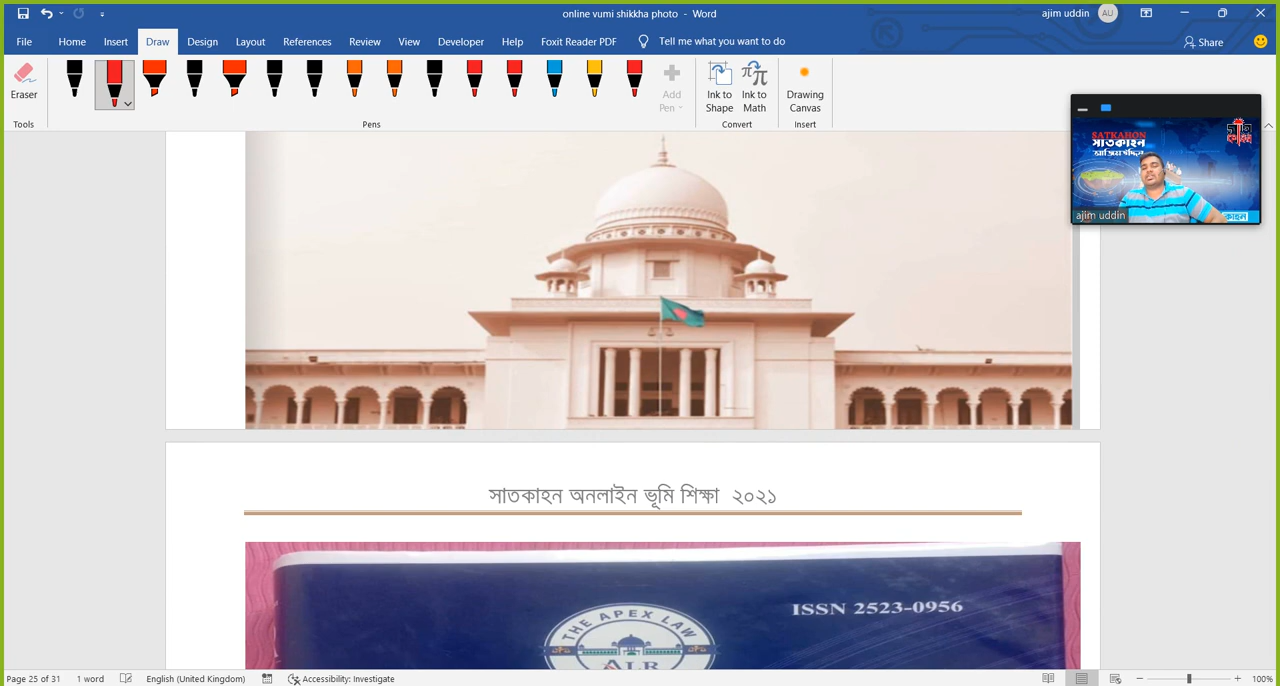 online vumi shikkha photo - Word
ajim uddin AU
File Home Insert Draw Design Layout References Review View Developer Help Foxit Reader PDF Tell me what you want to do Share
Eraser
Add Pen
Ink to Shape
Ink to Math
Drawing Canvas
Tools Pens Convert Insert
SATKAHON
সাতকাহন
ajim uddin
সাতকাহন অনলাইন ভূমি শিক্ষা ২০২১
ISSN 2523-0956
THE APEX LAW
ALR
Page 25 of 31 1 word English (United Kingdom) Accessibility: Investigate 100%